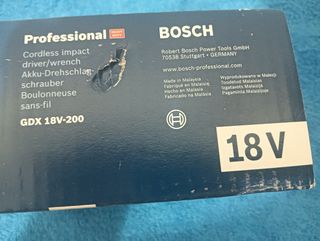 Professional
Cordless impact
driver/wrench
Akku-Drehschlag
schrauber
Boulonneuse
sans-fil
GDX 18V-200
BOSCH
Robert Bosch Power Tools GmbH
70538 Stuttgart • Germany
www.bosch-professional.com
Made in Malaysia
Fabriqué en Malaisie
Hecho en Malasia
Fabricado na Malásia
Wyprodukowano w Malezji
Toodetud Malaisias
Izgatavots Malaizijā
Pagaminta Malaizijoje
BOSCH
18 V